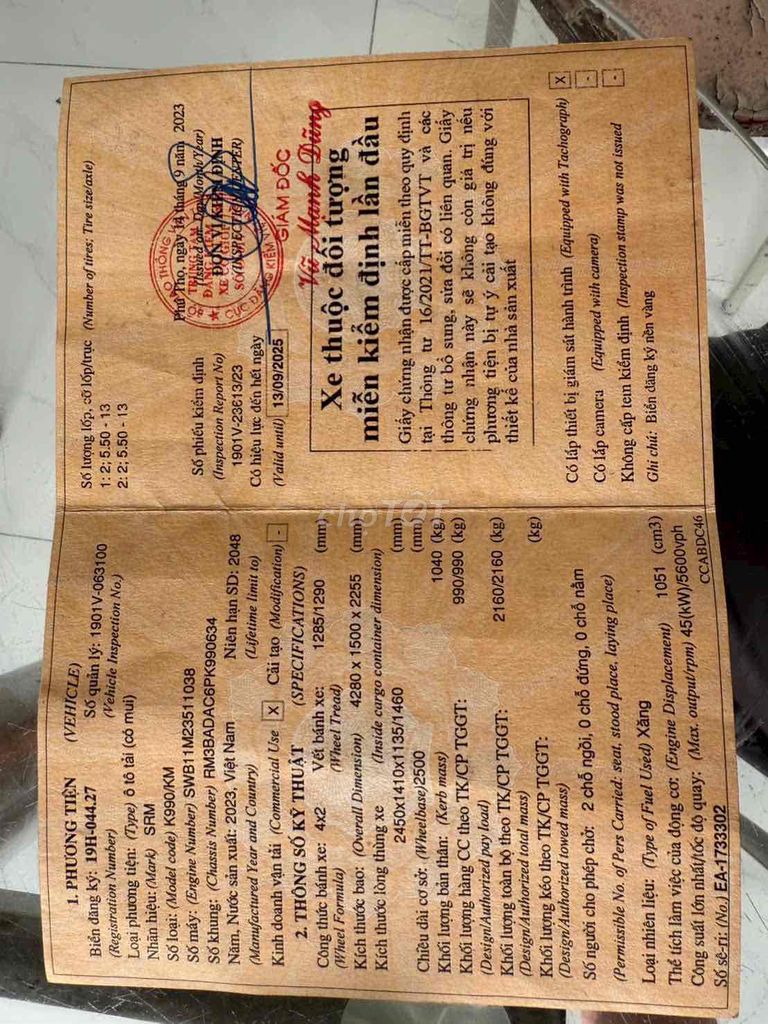 1. PHƯƠNG TIỆN (VEHICLE)
Biển đăng ký: 19H-044.27 Số quản lý: 1901V-063100
(Registration Number) (Vehicle Inspection No.)
Loại phương tiện: (Type) ô tô tải (có mui)
Nhãn hiệu: (Mark) SRM
Số loại: (Model code) K990/KM
Số máy: (Engine Number) SWB11M23511038
Số khung: (Chassis Number) RM3BADAC6PK990634
Năm, Nước sản xuất: 2023, Việt Nam Niên hạn SD: 2048
(Manufactured Year and Country) (Lifetime limit to)
Kinh doanh vận tải (Commercial Use) X Cải tạo (Modification) -
2. THÔNG SỐ KỸ THUẬT (SPECIFICATIONS)
Công thức bánh xe: 4x2 Vết bánh xe: 1285/1290 (mm)
(Wheel Formula) (Wheel Tread)
Kích thước bao: (Overall Dimension) 4280 x 1500 x 2255 (mm)
Kích thước lòng thùng xe (Inside cargo container dimension)
2450x1410x1135/1460 (mm)
Chiều dài cơ sở: (Wheelbase) 2500 (mm)
Khối lượng bản thân: (Kerb mass) 1040 (kg)
Khối lượng hàng CC theo TK/CP TGGT: 990/990 (kg)
(Design/Authorized pay load)
Khối lượng toàn bộ theo TK/CP TGGT: 2160/2160 (kg)
(Design/Authorized total mass)
Khối lượng kéo theo TK/CP TGGT: (kg)
(Design/Authorized towed mass)
Số người cho phép chở: 2 chỗ ngồi, 0 chỗ đứng, 0 chỗ nằm
(Permissible No. of Pers Carried: seat, stood place, laying place)
Loại nhiên liệu: (Type of Fuel Used) Xăng
Thể tích làm việc của động cơ: (Engine Displacement) 1051 (cm3)
Công suất lớn nhất/tốc độ quay: (Max. output/rpm) 45(kW)/5600vph
Số sê-ri: (No.) EA-1733302 CCABDC46
Số lượng lốp, cỡ lốp/trục (Number of tires; Tire size/axle)
1: 2; 5.50 - 13
2: 2; 5.50 - 13
Số phiếu kiểm định
(Inspection Report No)
1901V-23613/23
Có hiệu lực đến hết ngày
(Valid until) 13/09/2025
Phú Thọ, ngày 14 tháng 9 năm 2023
(Issued on: Day/Month/Year)
ĐƠN VỊ KIỂM ĐỊNH
TRUNG TÂM
ĐĂNG KIỂM
XE CƠ GIỚI
GIÁM ĐỐC
Vũ Mạnh Dũng
Xe thuộc đối tượng
miễn kiểm định lần đầu
Giấy chứng nhận được cấp miễn theo quy định
tại Thông tư 16/2021/TT-BGTVT và các
thông tư bổ sung, sửa đổi có liên quan. Giấy
chứng nhận này sẽ không còn giá trị nếu
phương tiện bị tự ý cải tạo không đúng với
thiết kế của nhà sản xuất
Có lắp thiết bị giám sát hành trình (Equipped with Tachograph) X
Có lắp camera (Equipped with camera) -
Không cấp tem kiểm định (Inspection stamp was not issued -
Ghi chú: Biển đăng ký nền vàng
chợTỐT